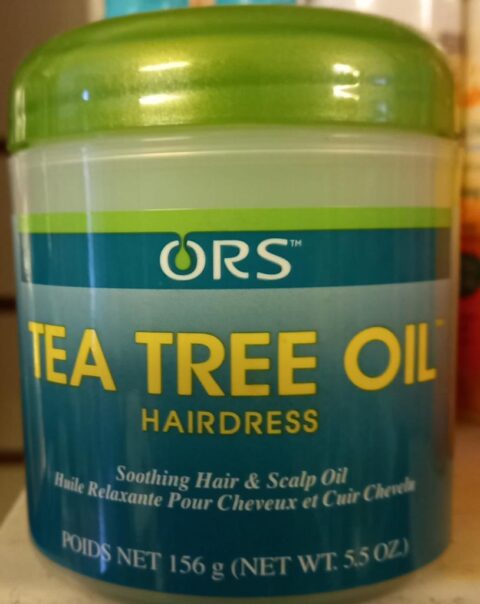 ORS™
TEA TREE OIL™
HAIRDRESS
Soothing Hair & Scalp Oil
Huile Relaxante Pour Cheveux et Cuir Chevelu
POIDS NET 156 g (NET WT. 5.5 OZ.)